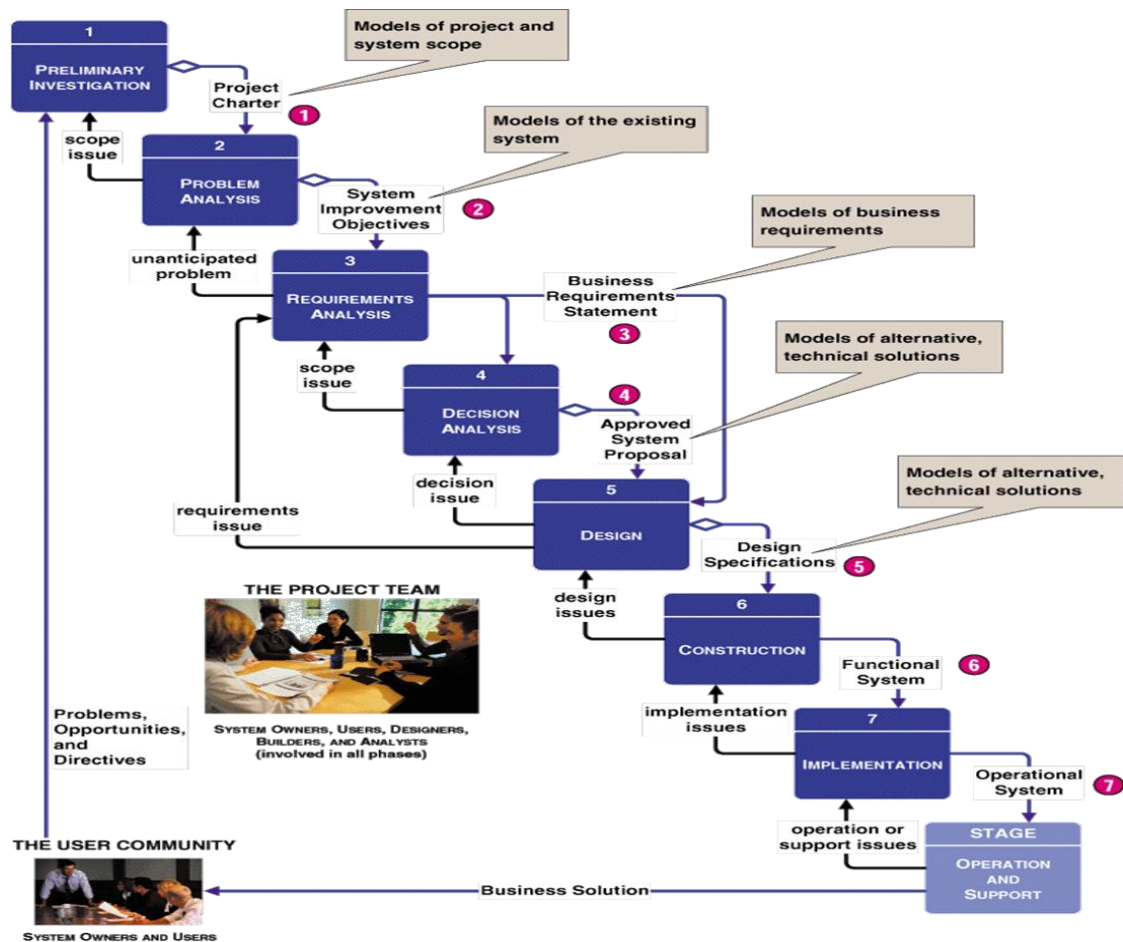 1
PRELIMINARY
INVESTIGATION
Models of project and
system scope
Project
Charter
1
scope
issue
2
PROBLEM
ANALYSIS
Models of the existing
system
System
Improvement
Objectives
2
unanticipated
problem
3
REQUIREMENTS
ANALYSIS
Models of business
requirements
Business
Requirements
Statement
3
scope
issue
4
DECISION
ANALYSIS
Models of alternative,
technical solutions
4
Approved
System
Proposal
decision
issue
requirements
issue
5
DESIGN
Models of alternative,
technical solutions
Design
Specifications
5
THE PROJECT TEAM
design
issues
6
CONSTRUCTION
Functional
System
6
SYSTEM OWNERS, USERS, DESIGNERS,
BUILDERS, AND ANALYSTS
(involved in all phases)
Problems,
Opportunities,
and
Directives
implementation
issues
7
IMPLEMENTATION
Operational
System
7
THE USER COMMUNITY
operation or
support issues
STAGE
OPERATION
AND
SUPPORT
Business Solution
SYSTEM OWNERS AND USERS